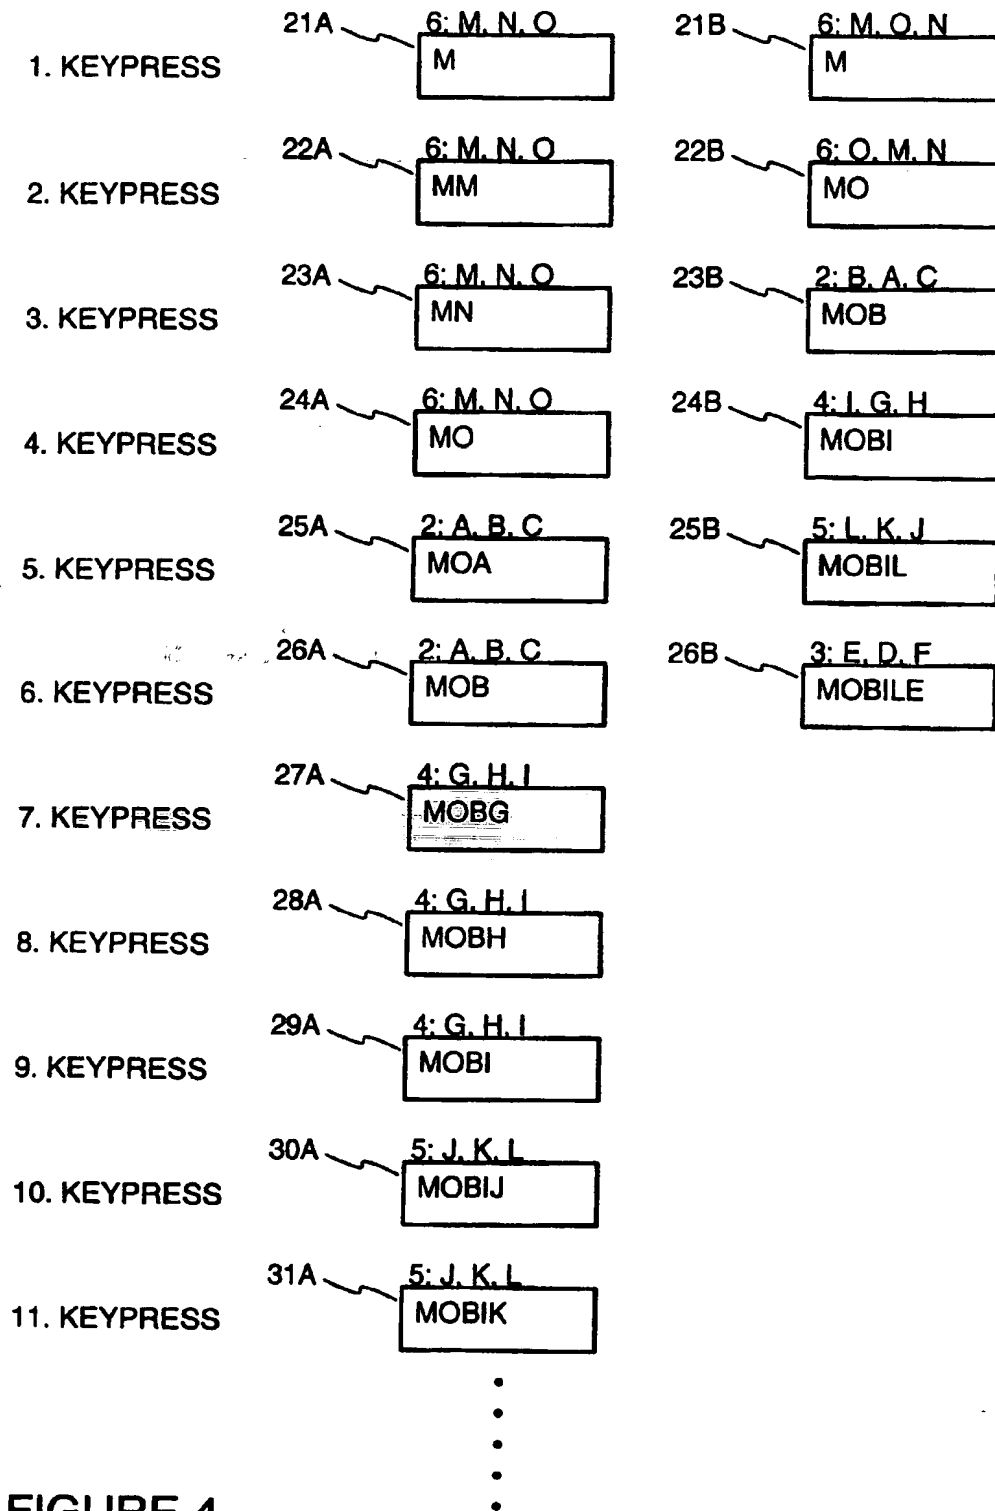 21A 6: M, N, O 21B 6: M, O, N
1. KEYPRESS M M
22A 6: M, N, O 22B 6: O, M, N
2. KEYPRESS MM MO
23A 6: M, N, O 23B 2: B, A, C
3. KEYPRESS MN MOB
24A 6: M, N, O 24B 4: I, G, H
4. KEYPRESS MO MOBI
25A 2: A, B, C 25B 5: L, K, J
5. KEYPRESS MOA MOBIL
26A 2: A, B, C 26B 3: E, D, F
6. KEYPRESS MOB MOBILE
27A 4: G, H, I
7. KEYPRESS MOBG
28A 4: G, H, I
8. KEYPRESS MOBH
29A 4: G, H, I
9. KEYPRESS MOBI
30A 5: J, K, L
10. KEYPRESS MOBIJ
31A 5: J, K, L
11. KEYPRESS MOBIK
FIGURE 4